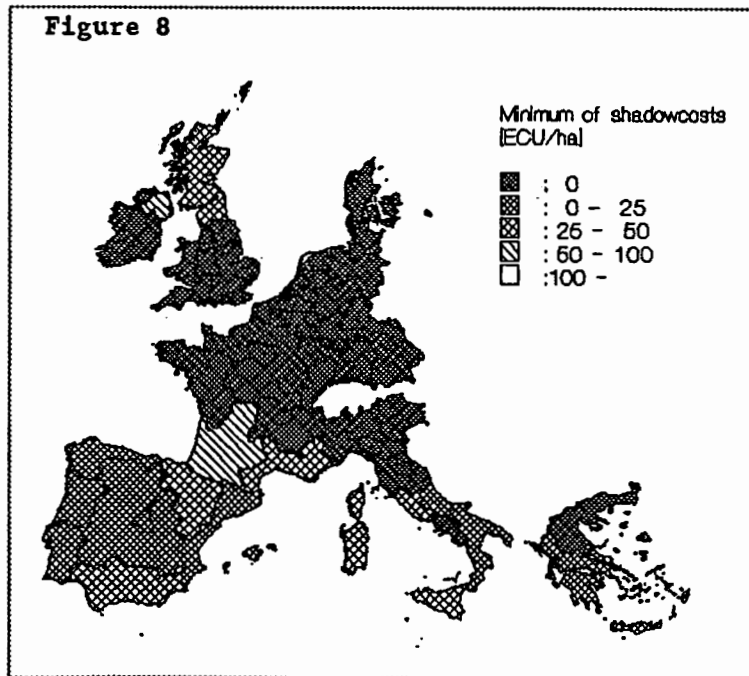 Figure 8
Minimum of shadowcosts
[ECU/ha]
: 0
: 0 - 25
: 25 - 50
: 50 - 100
:100 -